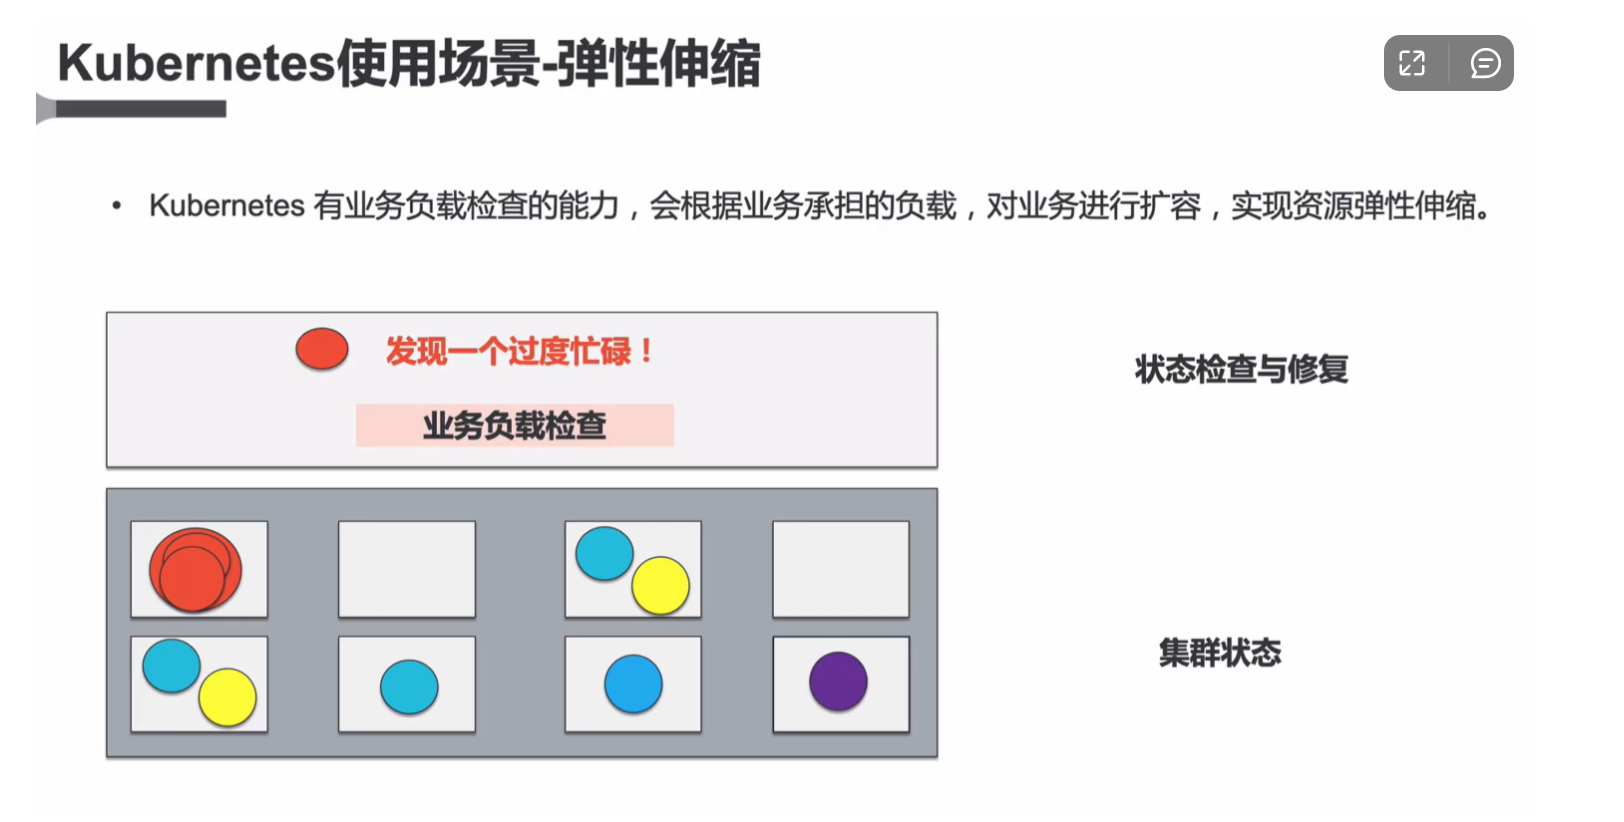 Kubernetes使用场景-弹性伸缩
• Kubernetes 有业务负载检查的能力，会根据业务承担的负载，对业务进行扩容，实现资源弹性伸缩。
发现一个过度忙碌！
状态检查与修复
业务负载检查
集群状态